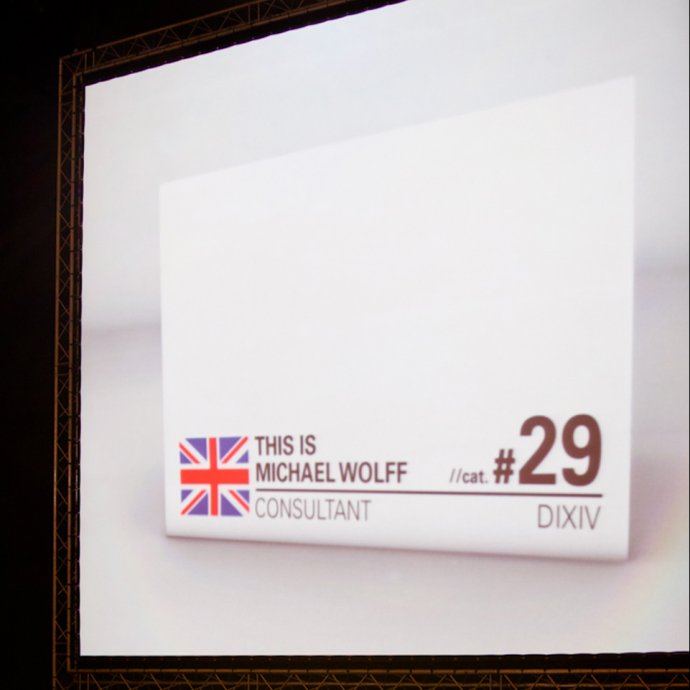 THIS IS
MICHAEL WOLFF
CONSULTANT
//cat. #29
DIXIV